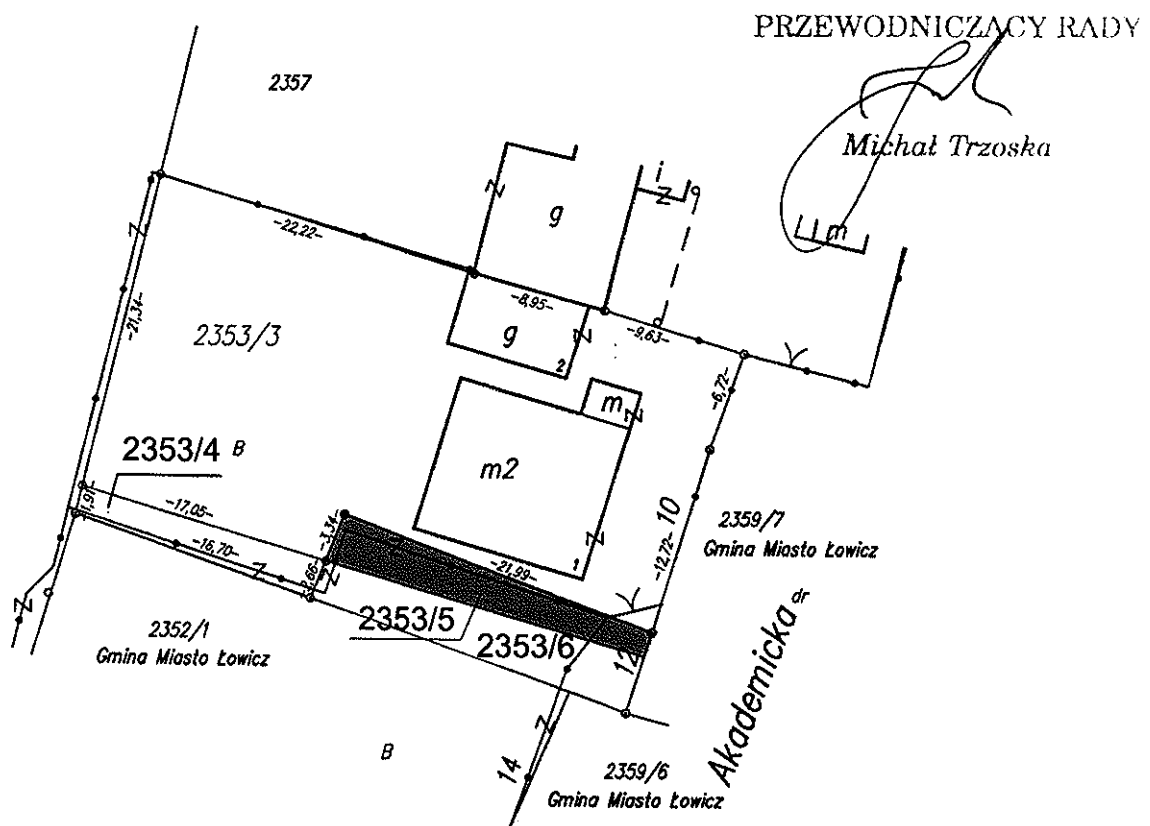 PRZEWODNICZĄCY RADY
Michał Trzoska
2357
i
g
m
-22,22-
-8,95-
-9,63-
-21,34-
2353/3
g
2
-6,72-
m
2353/4 B
m2
10
2359/7
Gmina Miasto Łowicz
-1,91-
-17,05-
-3,34-
-12,72-
-16,70-
-21,99-
1
2353/5
2353/6
12
2352/1
Gmina Miasto Łowicz
Akademicka dr
B
14
2359/6
Gmina Miasto Łowicz